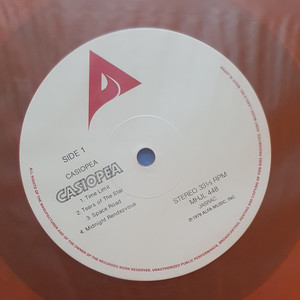 SIDE 1
CASIOPEA
CASIOPEA
1. Time Limit
2. Tears of The Star
3. Space Road
4. Midnight Rendezvous
STEREO 33⅓ RPM
MHJL 448
JASRAC
℗1979 ALFA MUSIC, INC.